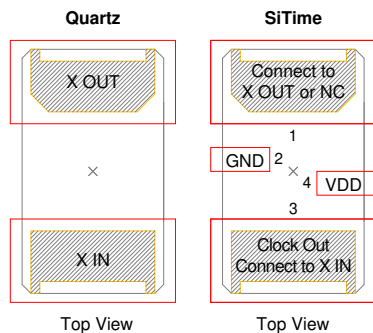 Quartz
X OUT
X IN
Top View
SiTime
Connect to
X OUT or NC
1
GND
2
4
VDD
3
Clock Out
Connect to X IN
Top View